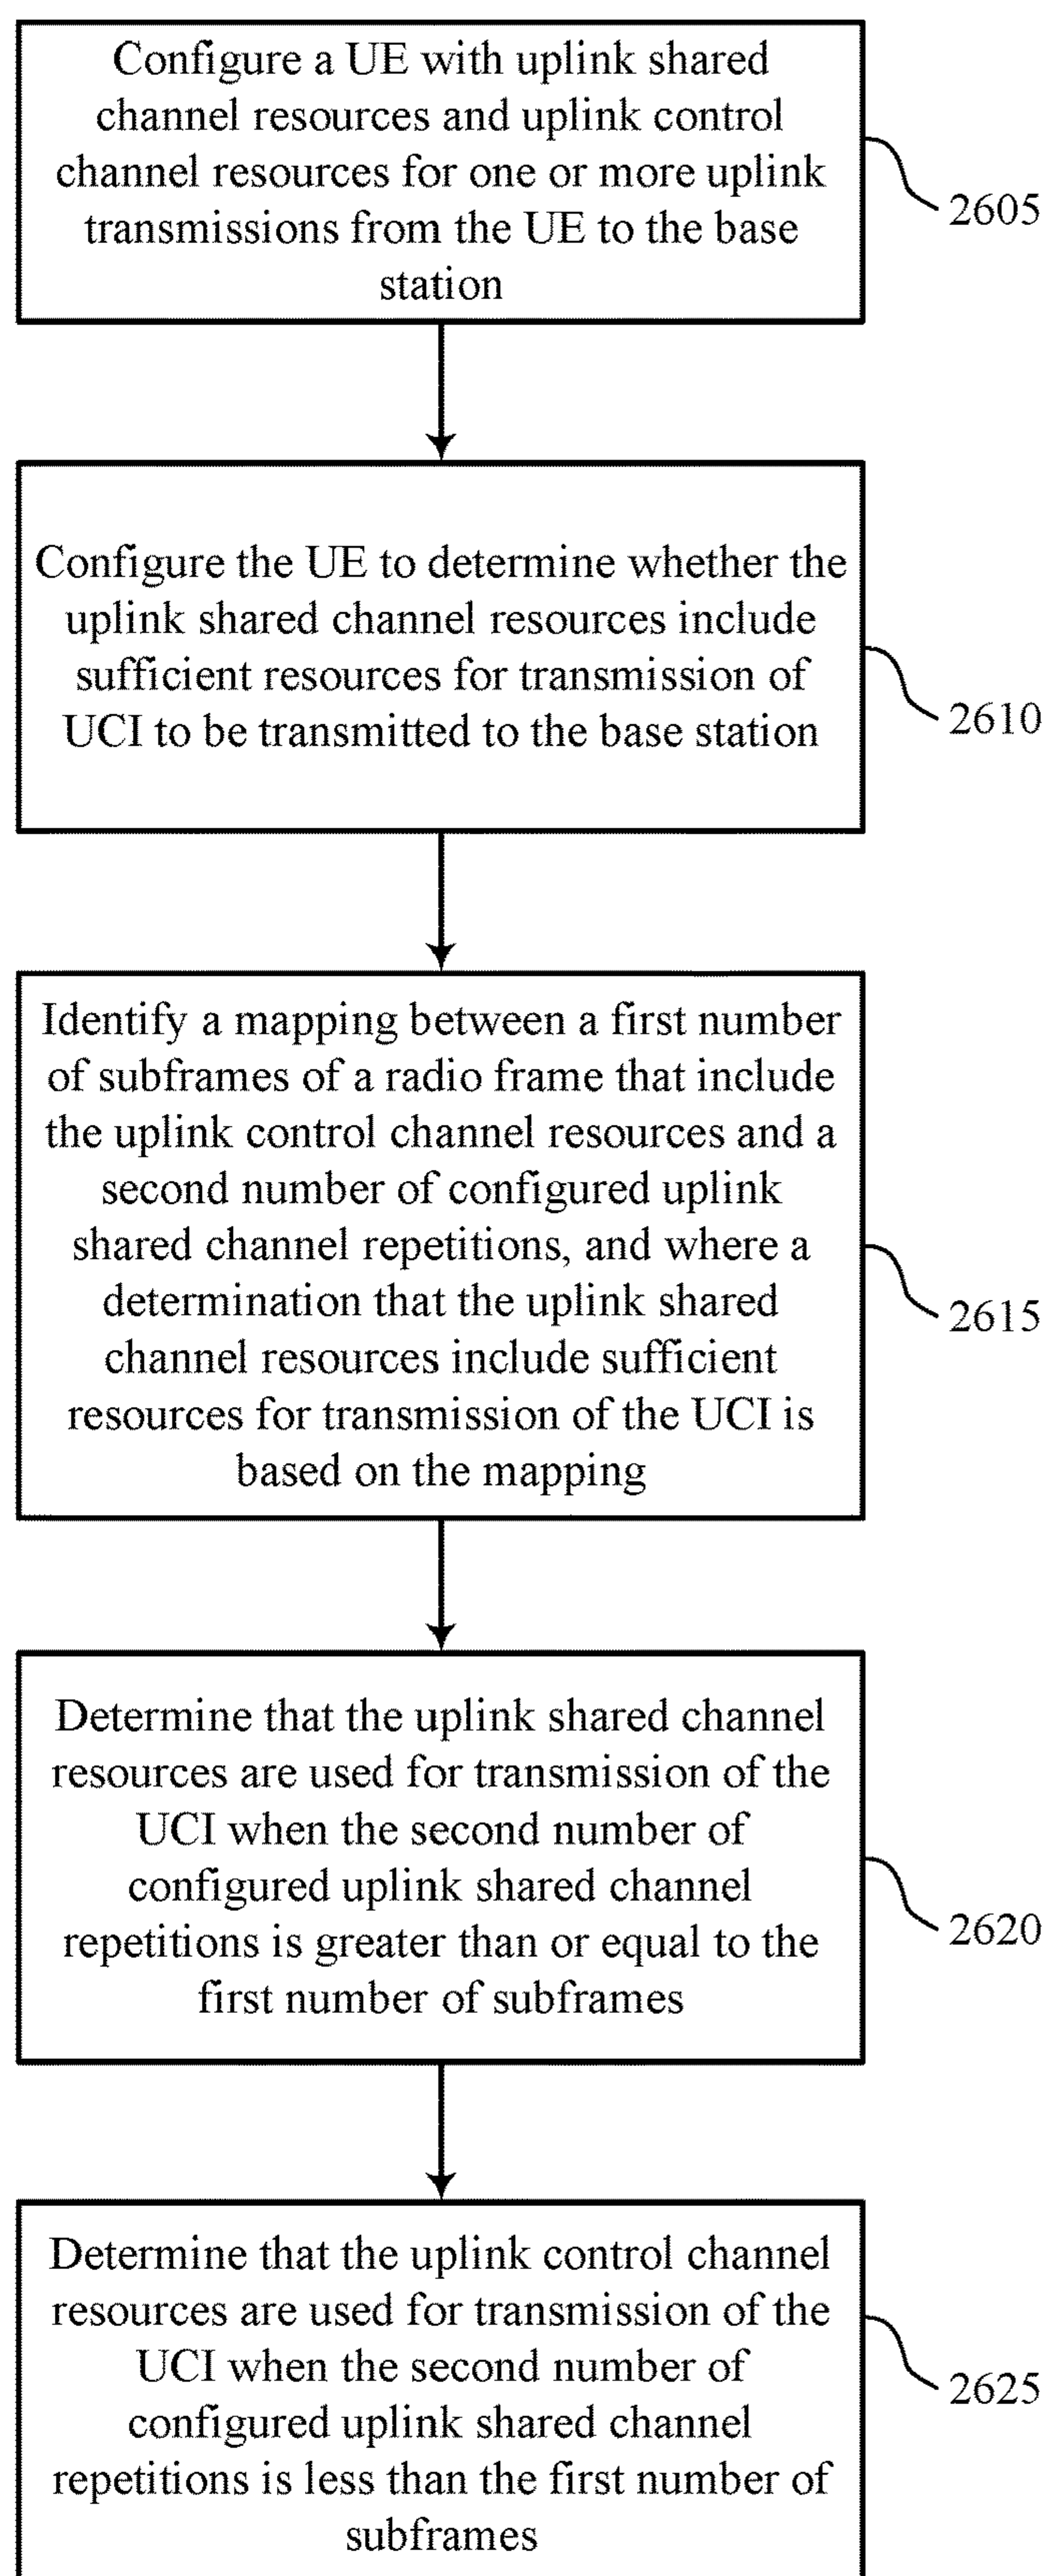 Configure a UE with uplink shared
channel resources and uplink control
channel resources for one or more uplink
transmissions from the UE to the base
station
2605
Configure the UE to determine whether the
uplink shared channel resources include
sufficient resources for transmission of
UCI to be transmitted to the base station
2610
Identify a mapping between a first number
of subframes of a radio frame that include
the uplink control channel resources and a
second number of configured uplink
shared channel repetitions, and where a
determination that the uplink shared
channel resources include sufficient
resources for transmission of the UCI is
based on the mapping
2615
Determine that the uplink shared channel
resources are used for transmission of the
UCI when the second number of
configured uplink shared channel
repetitions is greater than or equal to the
first number of subframes
2620
Determine that the uplink control channel
resources are used for transmission of the
UCI when the second number of
configured uplink shared channel
repetitions is less than the first number of
subframes
2625